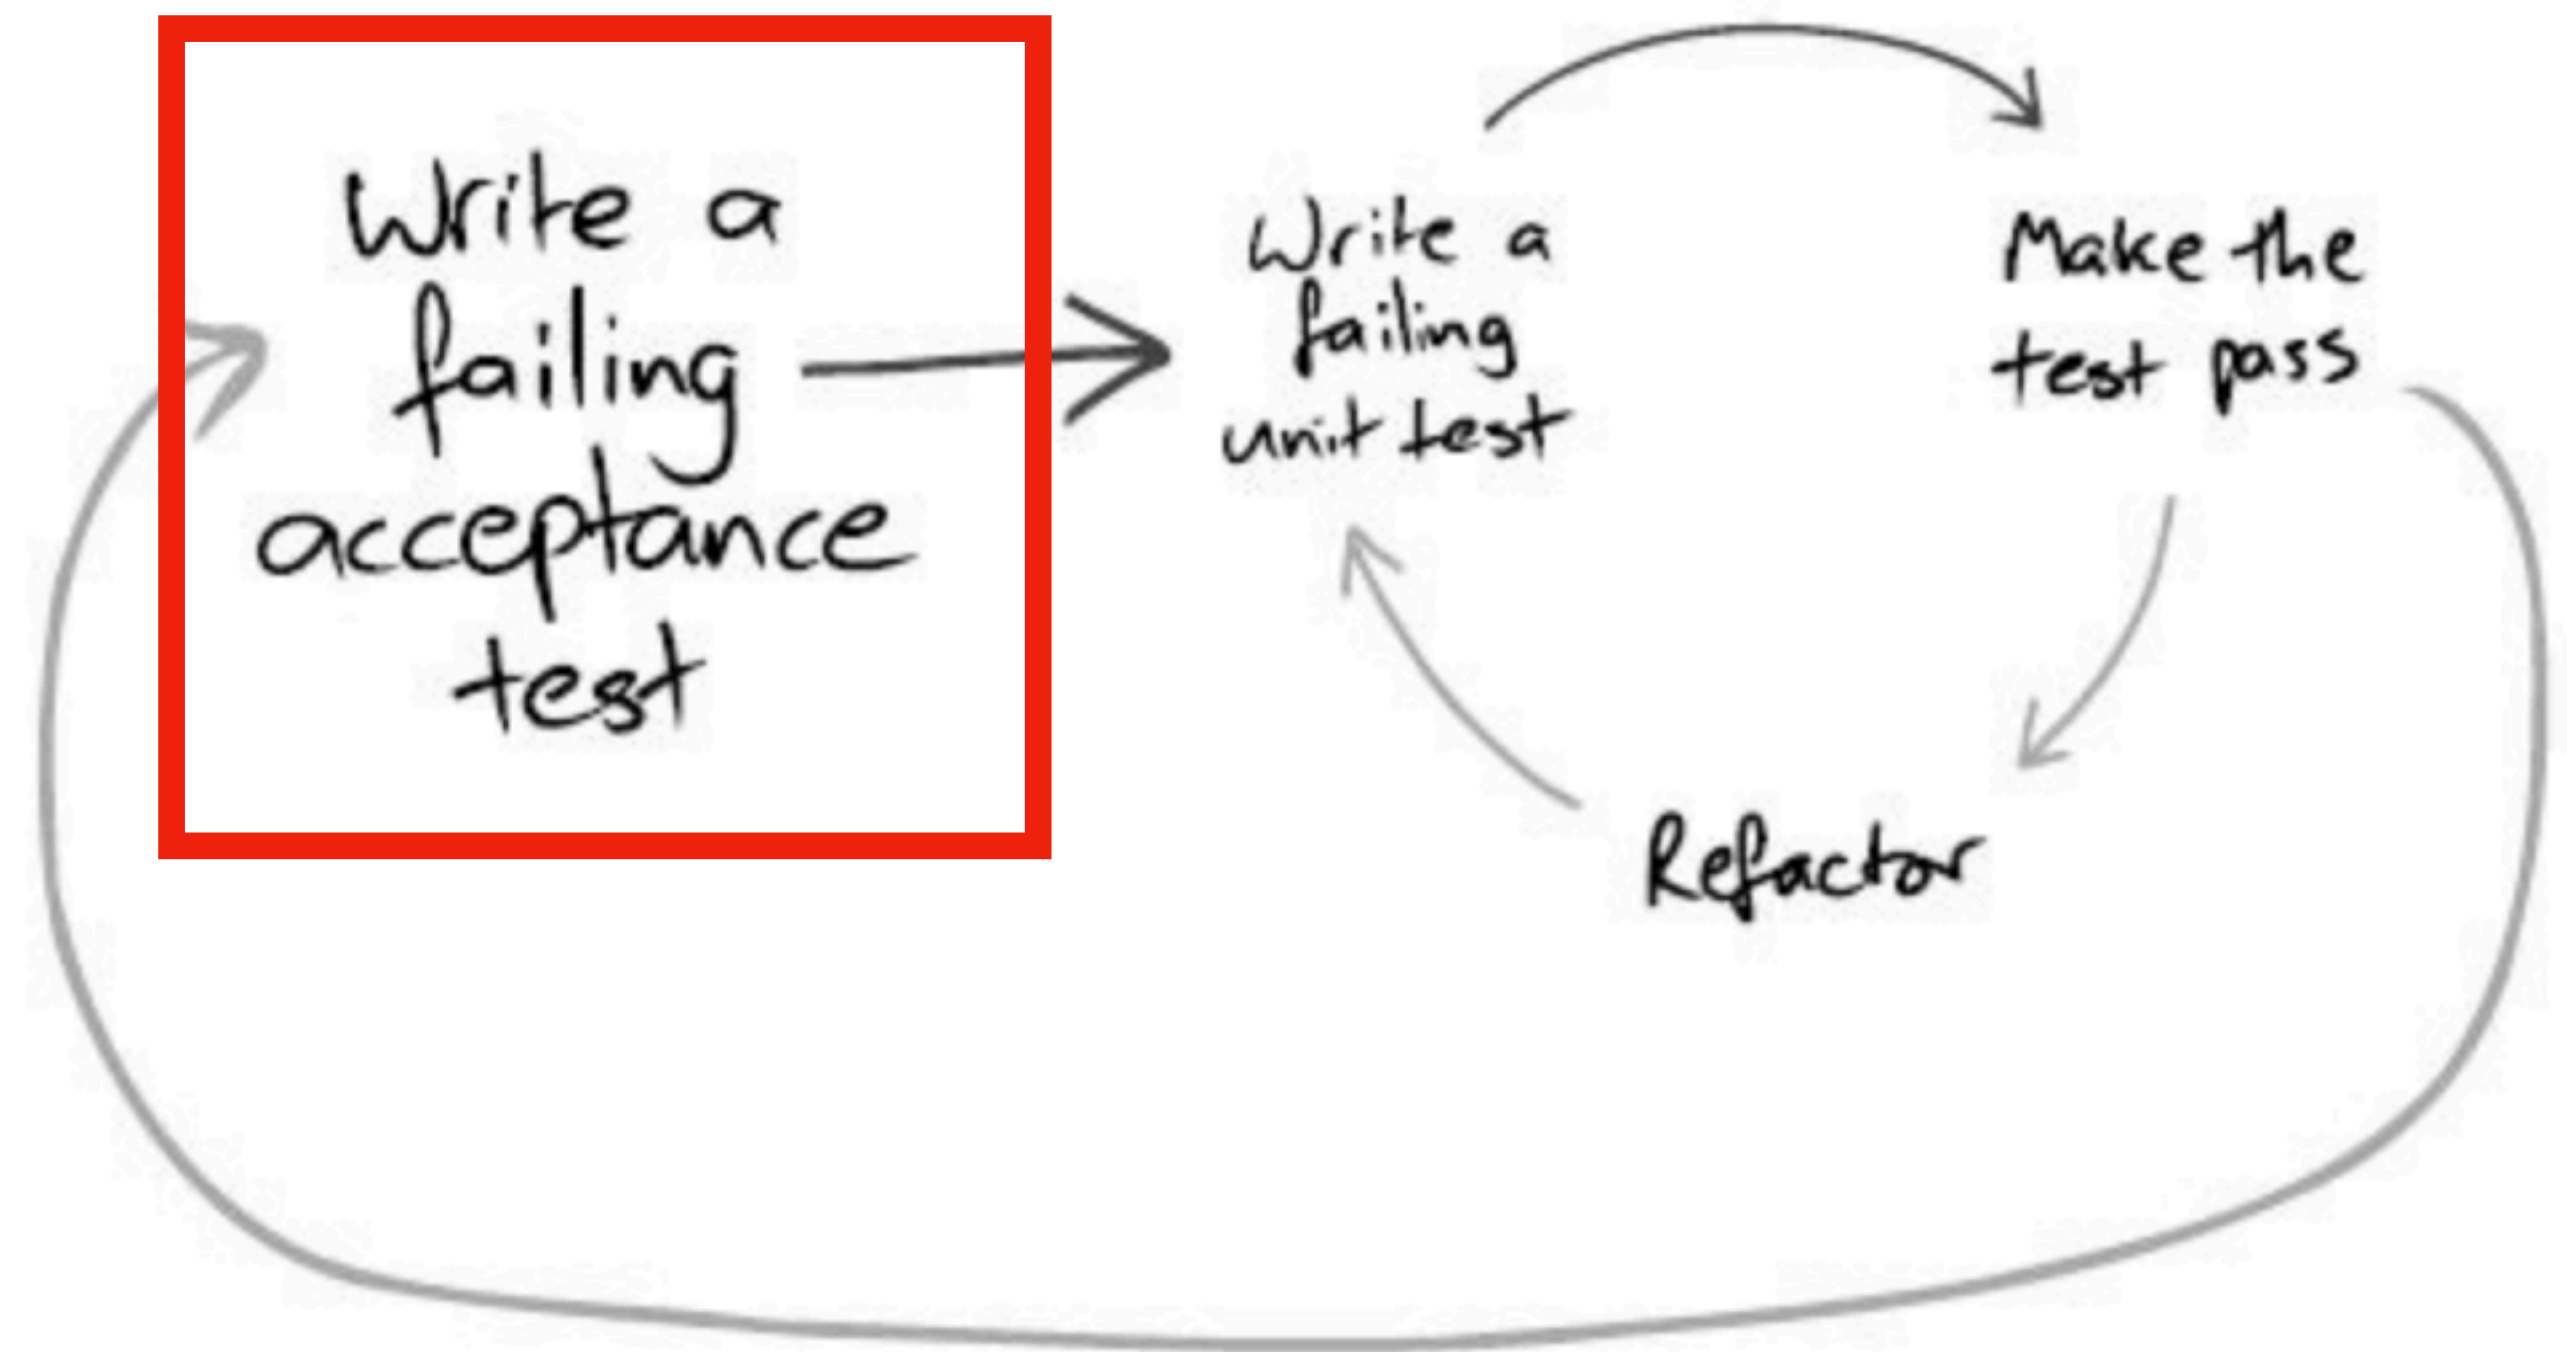 Write a
failing
acceptance
test
Write a
failing
unit test
Make the
test pass
Refactor